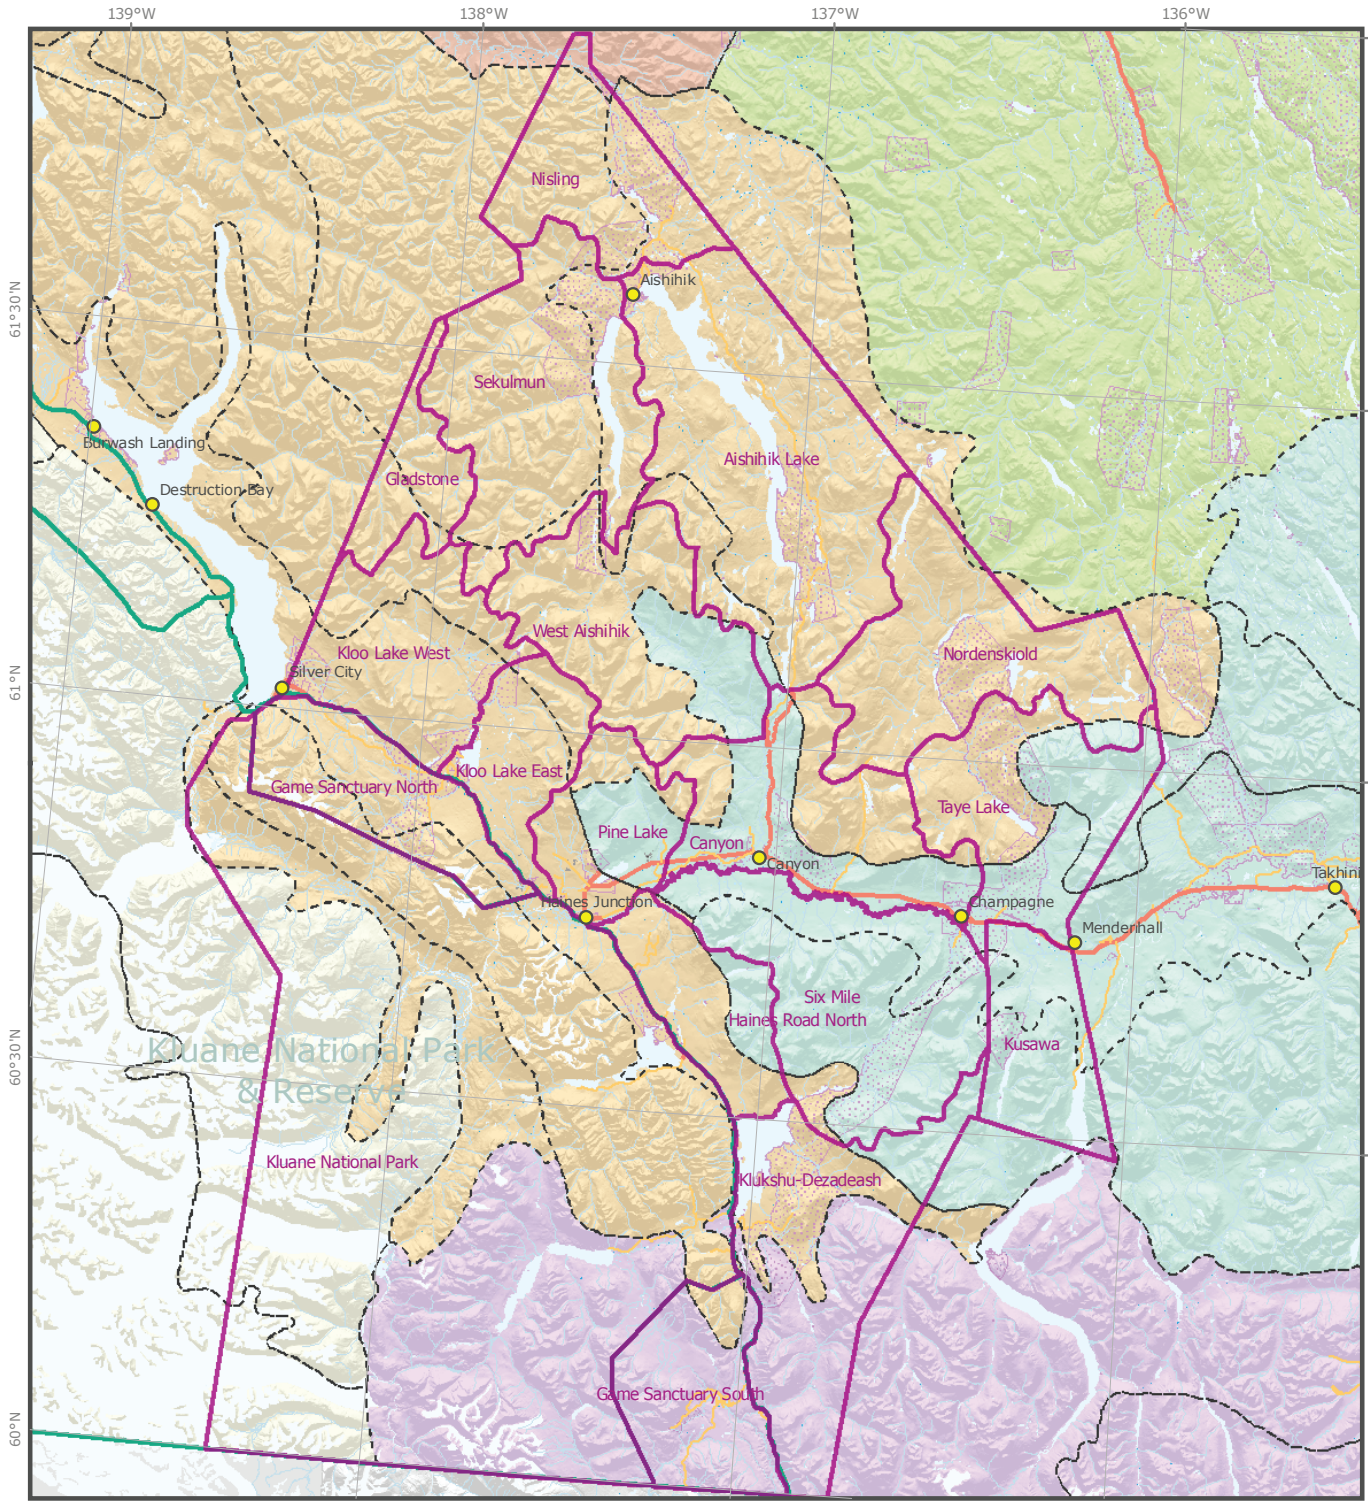 139°W
138°W
137°W
136°W
Nisling
Aishihik
61°30'N
Sekulmun
Burwash Landing
Aishihik Lake
Gladstone
Destruction Bay
West Aishihik
Kloo Lake West
Nordenskiold
Silver City
61°N
Kloo Lake East
Game Sanctuary North
Taye Lake
Pine Lake
Canyon
Canyon
Takhini
Haines Junction
Champagne
Mendenhall
Six Mile
Haines Road North
Kusawa
60°30'N
Kluane National Park
& Reserve
Kluane National Park
Klukshu-Dezadeash
Game Sanctuary South
60°N